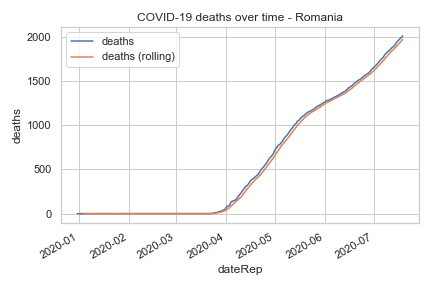 COVID-19 deaths over time - Romania
deaths
deaths (rolling)
2000
1500
1000
500
0
deaths
2020-01
2020-02
2020-03
2020-04
2020-05
2020-06
2020-07
dateRep